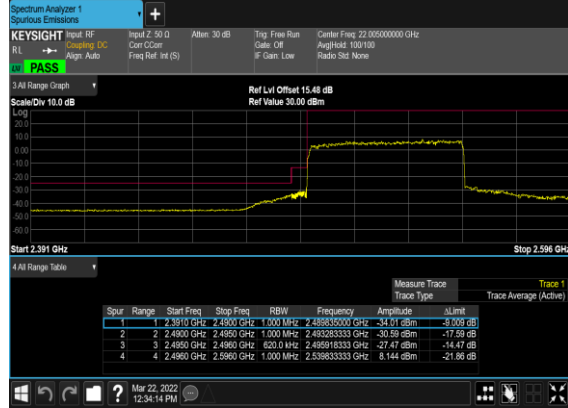 Spectrum Analyzer 1
Spurious Emissions
KEYSIGHT Input: RF Input Z: 50 Ω Atten: 30 dB Trig: Free Run Center Freq: 22.005000000 GHz
RL Coupling: DC Corr CCorr Gate: Off Avg|Hold: 100/100
Align: Auto Freq Ref: Int (S) IF Gain: Low Radio Std: None
PASS
3 All Range Graph
Ref Lvl Offset 15.48 dB
Scale/Div 10.0 dB Ref Value 30.00 dBm
Log
20.0
10.0
0.00
-10.0
-20.0
-30.0
-40.0
-50.0
-60.0
Start 2.391 GHz Stop 2.596 GHz
4 All Range Table
Measure Trace Trace 1
Trace Type Trace Average (Active)
Spur Range Start Freq Stop Freq RBW Frequency Amplitude ΔLimit
1 1 2.3910 GHz 2.4900 GHz 1.000 MHz 2.489835000 GHz -34.01 dBm -9.009 dB
2 2 2.4900 GHz 2.4950 GHz 1.000 MHz 2.493283333 GHz -30.59 dBm -17.59 dB
3 3 2.4950 GHz 2.4960 GHz 620.0 kHz 2.495918333 GHz -27.47 dBm -14.47 dB
4 4 2.4960 GHz 2.5960 GHz 1.000 MHz 2.539833333 GHz 8.144 dBm -21.86 dB
? Mar 22, 2022
12:34:14 PM